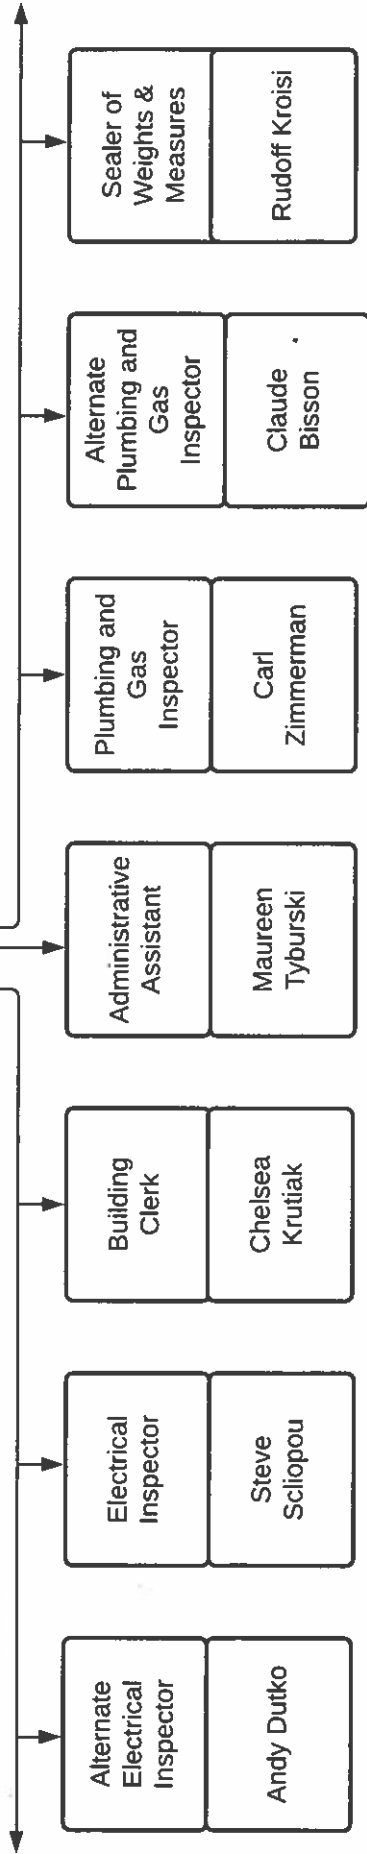 Alternate
Electrical
Inspector
Andy Dutko
Electrical
Inspector
Steve
Scliopou
Building
Clerk
Chelsea
Krutiak
Administrative
Assistant
Maureen
Tyburski
Plumbing and
Gas
Inspector
Carl
Zimmerman
Alternate
Plumbing and
Gas
Inspector
Claude
Bisson
Sealer of
Weights &
Measures
Rudoff Kroisi